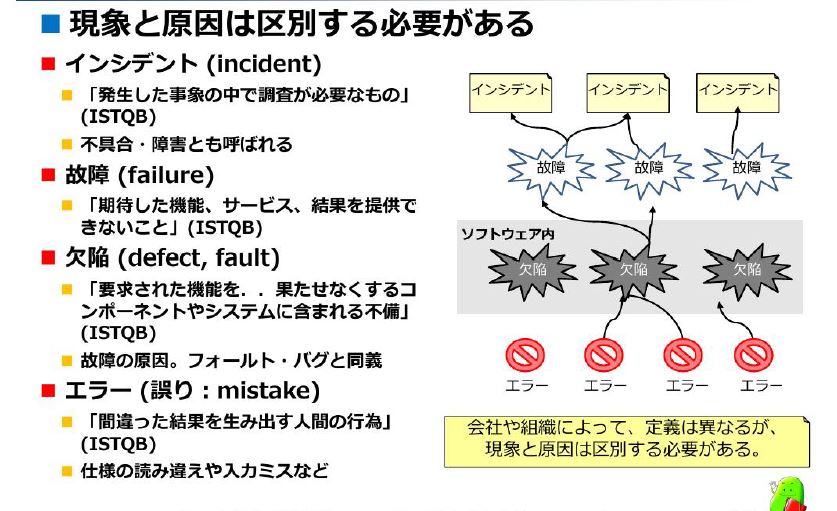 現象と原因は区別する必要がある
インシデント (incident)
「発生した事象の中で調査が必要なもの」
(ISTQB)
不具合・障害とも呼ばれる
故障 (failure)
「期待した機能、サービス、結果を提供で
きないこと」(ISTQB)
欠陥 (defect, fault)
「要求された機能を．．果たせなくするコ
ンポーネントやシステムに含まれる不備」
(ISTQB)
故障の原因。フォールト・バグと同義
エラー (誤り：mistake)
「間違った結果を生み出す人間の行為」
(ISTQB)
仕様の読み違えや入力ミスなど
インシデント インシデント インシデント
故障 故障 故障
ソフトウェア内
欠陥 欠陥 欠陥
エラー エラー エラー エラー
会社や組織によって、定義は異なるが、
現象と原因は区別する必要がある。